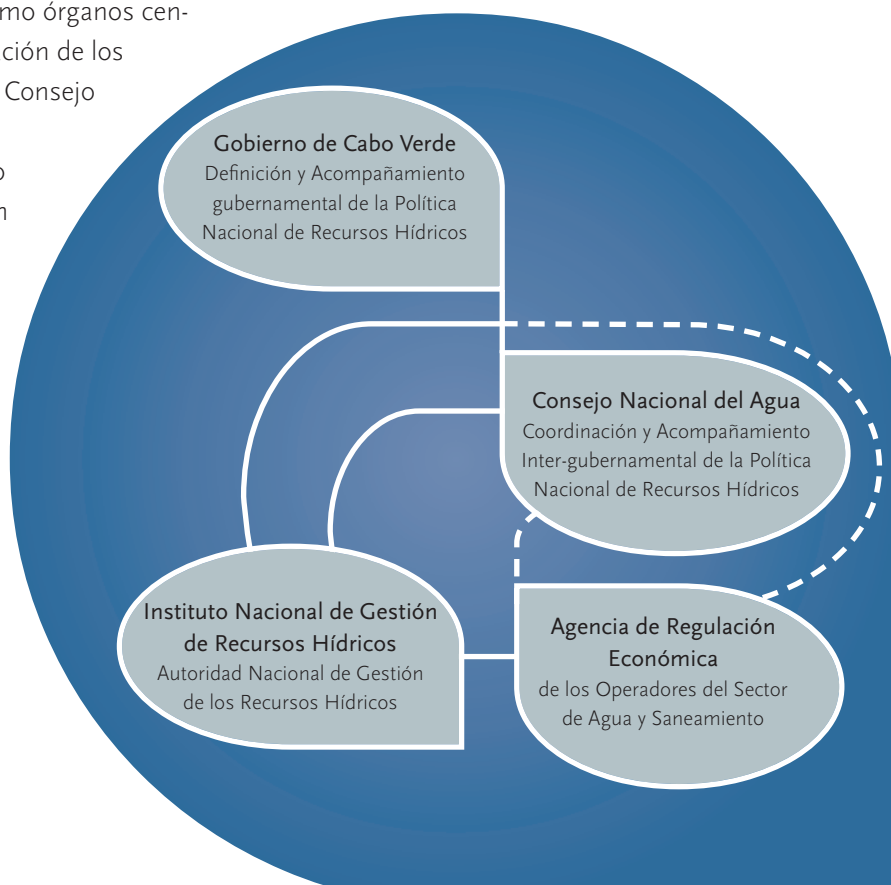 mo órganos cen-
ción de los
Consejo
o
n
Gobierno de Cabo Verde
Definición y Acompañamiento
gubernamental de la Política
Nacional de Recursos Hídricos
Consejo Nacional del Agua
Coordinación y Acompañamiento
Inter-gubernamental de la Política
Nacional de Recursos Hídricos
Instituto Nacional de Gestión
de Recursos Hídricos
Autoridad Nacional de Gestión
de los Recursos Hídricos
Agencia de Regulación
Económica
de los Operadores del Sector
de Agua y Saneamiento